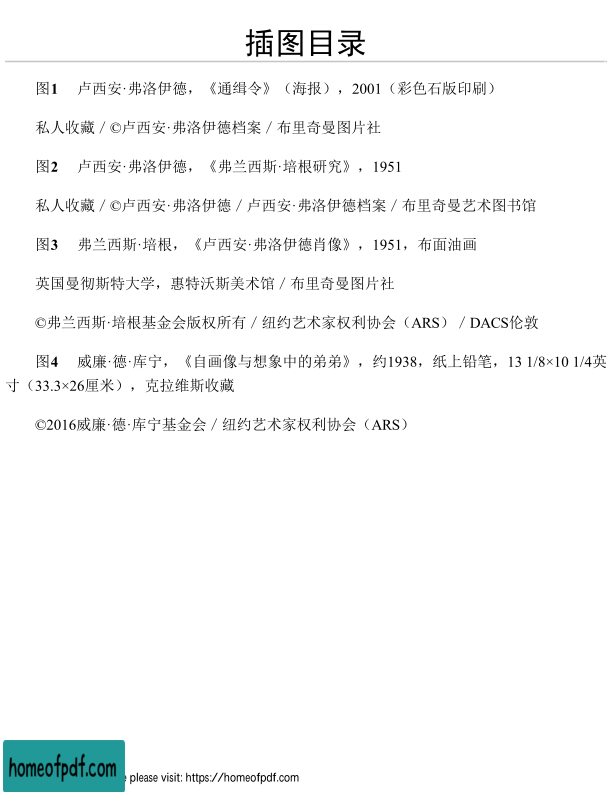 插图目录
图1 卢西安·弗洛伊德，《通缉令》（海报），2001（彩色石版印刷）
私人收藏／©卢西安·弗洛伊德档案／布里奇曼图片社
图2 卢西安·弗洛伊德，《弗兰西斯·培根研究》，1951
私人收藏／©卢西安·弗洛伊德／卢西安·弗洛伊德档案／布里奇曼艺术图书馆
图3 弗兰西斯·培根，《卢西安·弗洛伊德肖像》，1951，布面油画
英国曼彻斯特大学，惠特沃斯美术馆／布里奇曼图片社
©弗兰西斯·培根基金会版权所有／纽约艺术家权利协会（ARS）／DACS伦敦
图4 威廉·德·库宁，《自画像与想象中的弟弟》，约1938，纸上铅笔，13 1/8×10 1/4英
寸（33.3×26厘米），克拉维斯收藏
©2016威廉·德·库宁基金会／纽约艺术家权利协会（ARS）
homeofpdf.com
please visit: https://homeofpdf.com